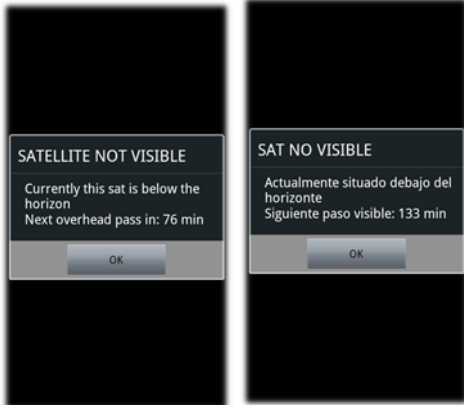 SATELLITE NOT VISIBLE
Currently this sat is below the
horizon
Next overhead pass in: 76 min
OK
SAT NO VISIBLE
Actualmente situado debajo del
horizonte
Siguiente paso visible: 133 min
OK